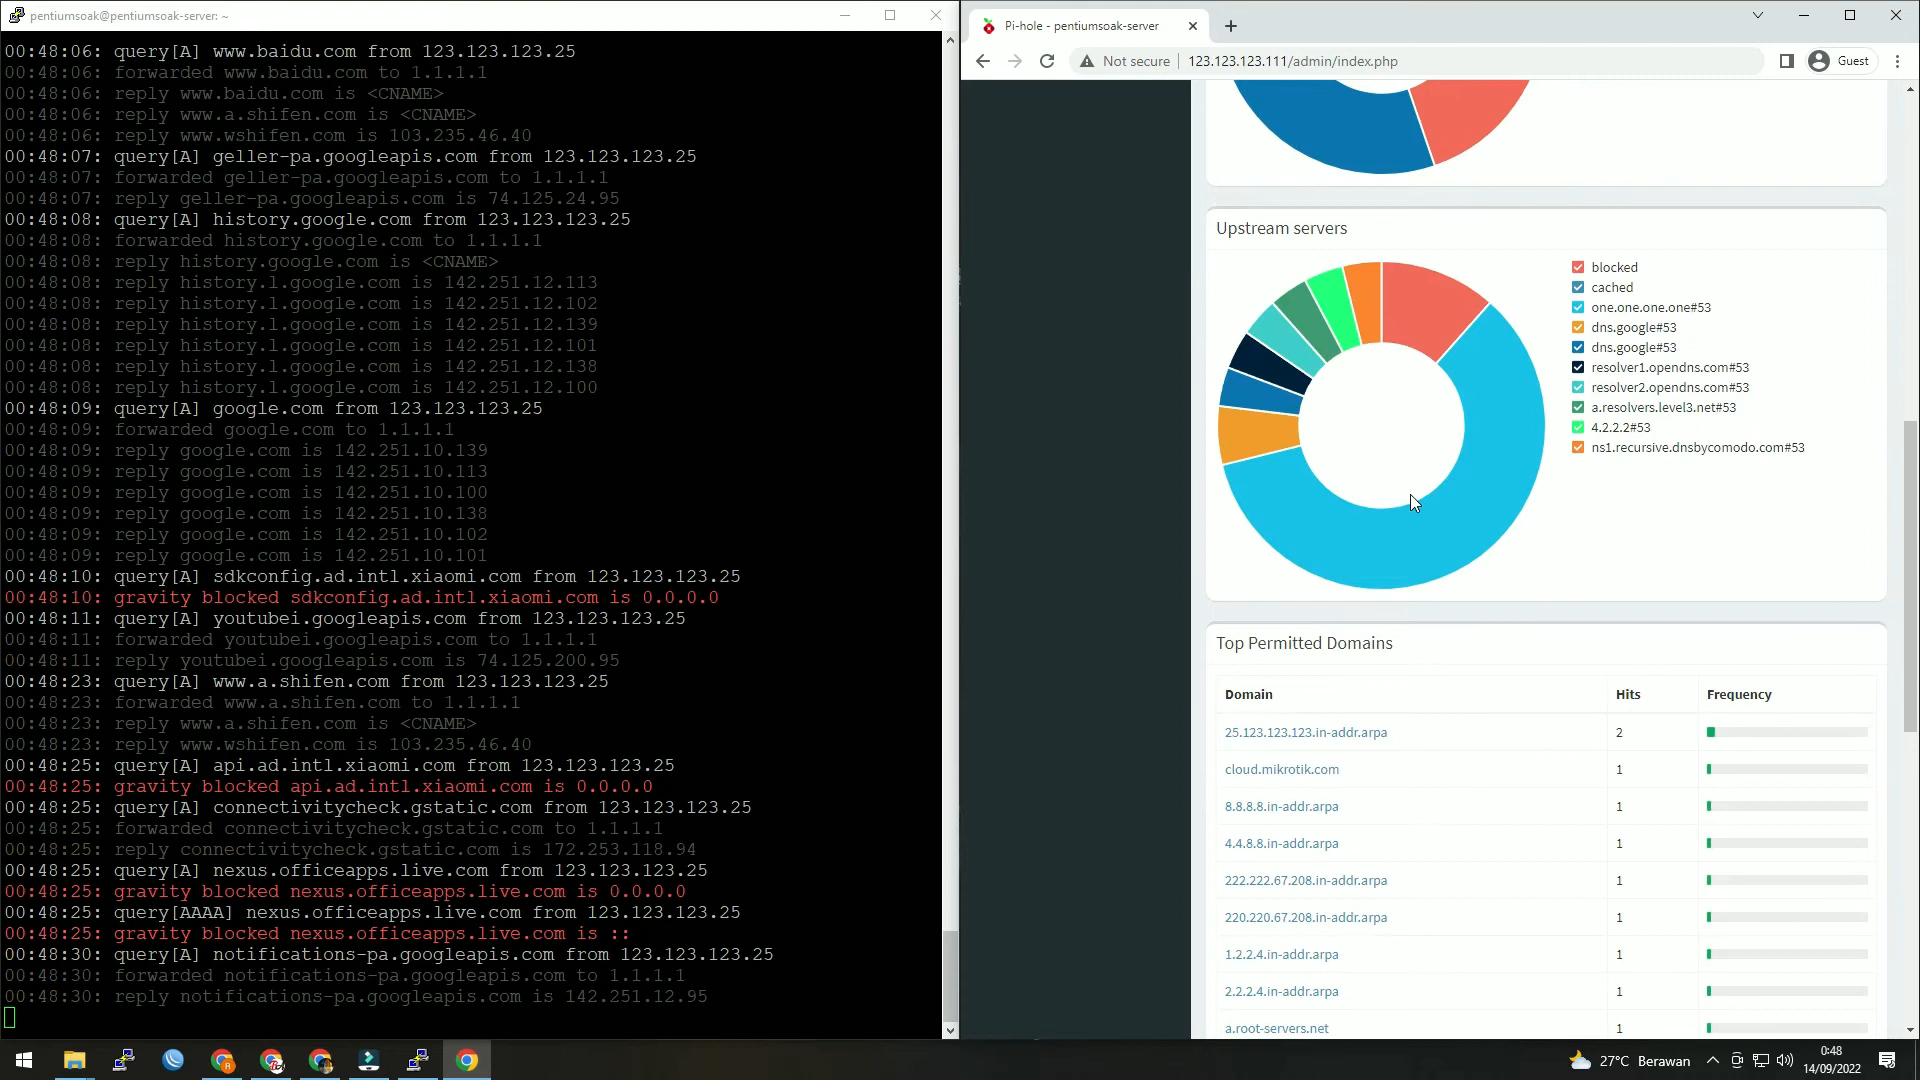 pentiumsoak@pentiumsoak-server: ~
00:48:06: query[A] www.baidu.com from 123.123.123.25
00:48:06: forwarded www.baidu.com to 1.1.1.1
00:48:06: reply www.baidu.com is <CNAME>
00:48:06: reply www.a.shifen.com is <CNAME>
00:48:06: reply www.wshifen.com is 103.235.46.40
00:48:07: query[A] geller-pa.googleapis.com from 123.123.123.25
00:48:07: forwarded geller-pa.googleapis.com to 1.1.1.1
00:48:07: reply geller-pa.googleapis.com is 74.125.24.95
00:48:08: query[A] history.google.com from 123.123.123.25
00:48:08: forwarded history.google.com to 1.1.1.1
00:48:08: reply history.google.com is <CNAME>
00:48:08: reply history.l.google.com is 142.251.12.113
00:48:08: reply history.l.google.com is 142.251.12.102
00:48:08: reply history.l.google.com is 142.251.12.139
00:48:08: reply history.l.google.com is 142.251.12.101
00:48:08: reply history.l.google.com is 142.251.12.138
00:48:08: reply history.l.google.com is 142.251.12.100
00:48:09: query[A] google.com from 123.123.123.25
00:48:09: forwarded google.com to 1.1.1.1
00:48:09: reply google.com is 142.251.10.139
00:48:09: reply google.com is 142.251.10.113
00:48:09: reply google.com is 142.251.10.100
00:48:09: reply google.com is 142.251.10.138
00:48:09: reply google.com is 142.251.10.102
00:48:09: reply google.com is 142.251.10.101
00:48:10: query[A] sdkconfig.ad.intl.xiaomi.com from 123.123.123.25
00:48:10: gravity blocked sdkconfig.ad.intl.xiaomi.com is 0.0.0.0
00:48:11: query[A] youtubei.googleapis.com from 123.123.123.25
00:48:11: forwarded youtubei.googleapis.com to 1.1.1.1
00:48:11: reply youtubei.googleapis.com is 74.125.200.95
00:48:23: query[A] www.a.shifen.com from 123.123.123.25
00:48:23: forwarded www.a.shifen.com to 1.1.1.1
00:48:23: reply www.a.shifen.com is <CNAME>
00:48:23: reply www.wshifen.com is 103.235.46.40
00:48:25: query[A] api.ad.intl.xiaomi.com from 123.123.123.25
00:48:25: gravity blocked api.ad.intl.xiaomi.com is 0.0.0.0
00:48:25: query[A] connectivitycheck.gstatic.com from 123.123.123.25
00:48:25: forwarded connectivitycheck.gstatic.com to 1.1.1.1
00:48:25: reply connectivitycheck.gstatic.com is 172.253.118.94
00:48:25: query[A] nexus.officeapps.live.com from 123.123.123.25
00:48:25: gravity blocked nexus.officeapps.live.com is 0.0.0.0
00:48:25: query[AAAA] nexus.officeapps.live.com from 123.123.123.25
00:48:25: gravity blocked nexus.officeapps.live.com is ::
00:48:30: query[A] notifications-pa.googleapis.com from 123.123.123.25
00:48:30: forwarded notifications-pa.googleapis.com to 1.1.1.1
00:48:30: reply notifications-pa.googleapis.com is 142.251.12.95
Pi-hole - pentiumsoak-server
Not secure 123.123.123.111/admin/index.php
Guest
Upstream servers
blocked
cached
one.one.one.one#53
dns.google#53
dns.google#53
resolver1.opendns.com#53
resolver2.opendns.com#53
a.resolvers.level3.net#53
4.2.2.2#53
ns1.recursive.dnsbycomodo.com#53
Top Permitted Domains
Domain Hits Frequency
25.123.123.123.in-addr.arpa 2
cloud.mikrotik.com 1
8.8.8.8.in-addr.arpa 1
4.4.8.8.in-addr.arpa 1
222.222.67.208.in-addr.arpa 1
220.220.67.208.in-addr.arpa 1
1.2.2.4.in-addr.arpa 1
2.2.2.4.in-addr.arpa 1
a.root-servers.net 1
27°C Berawan
0:48
14/09/2022